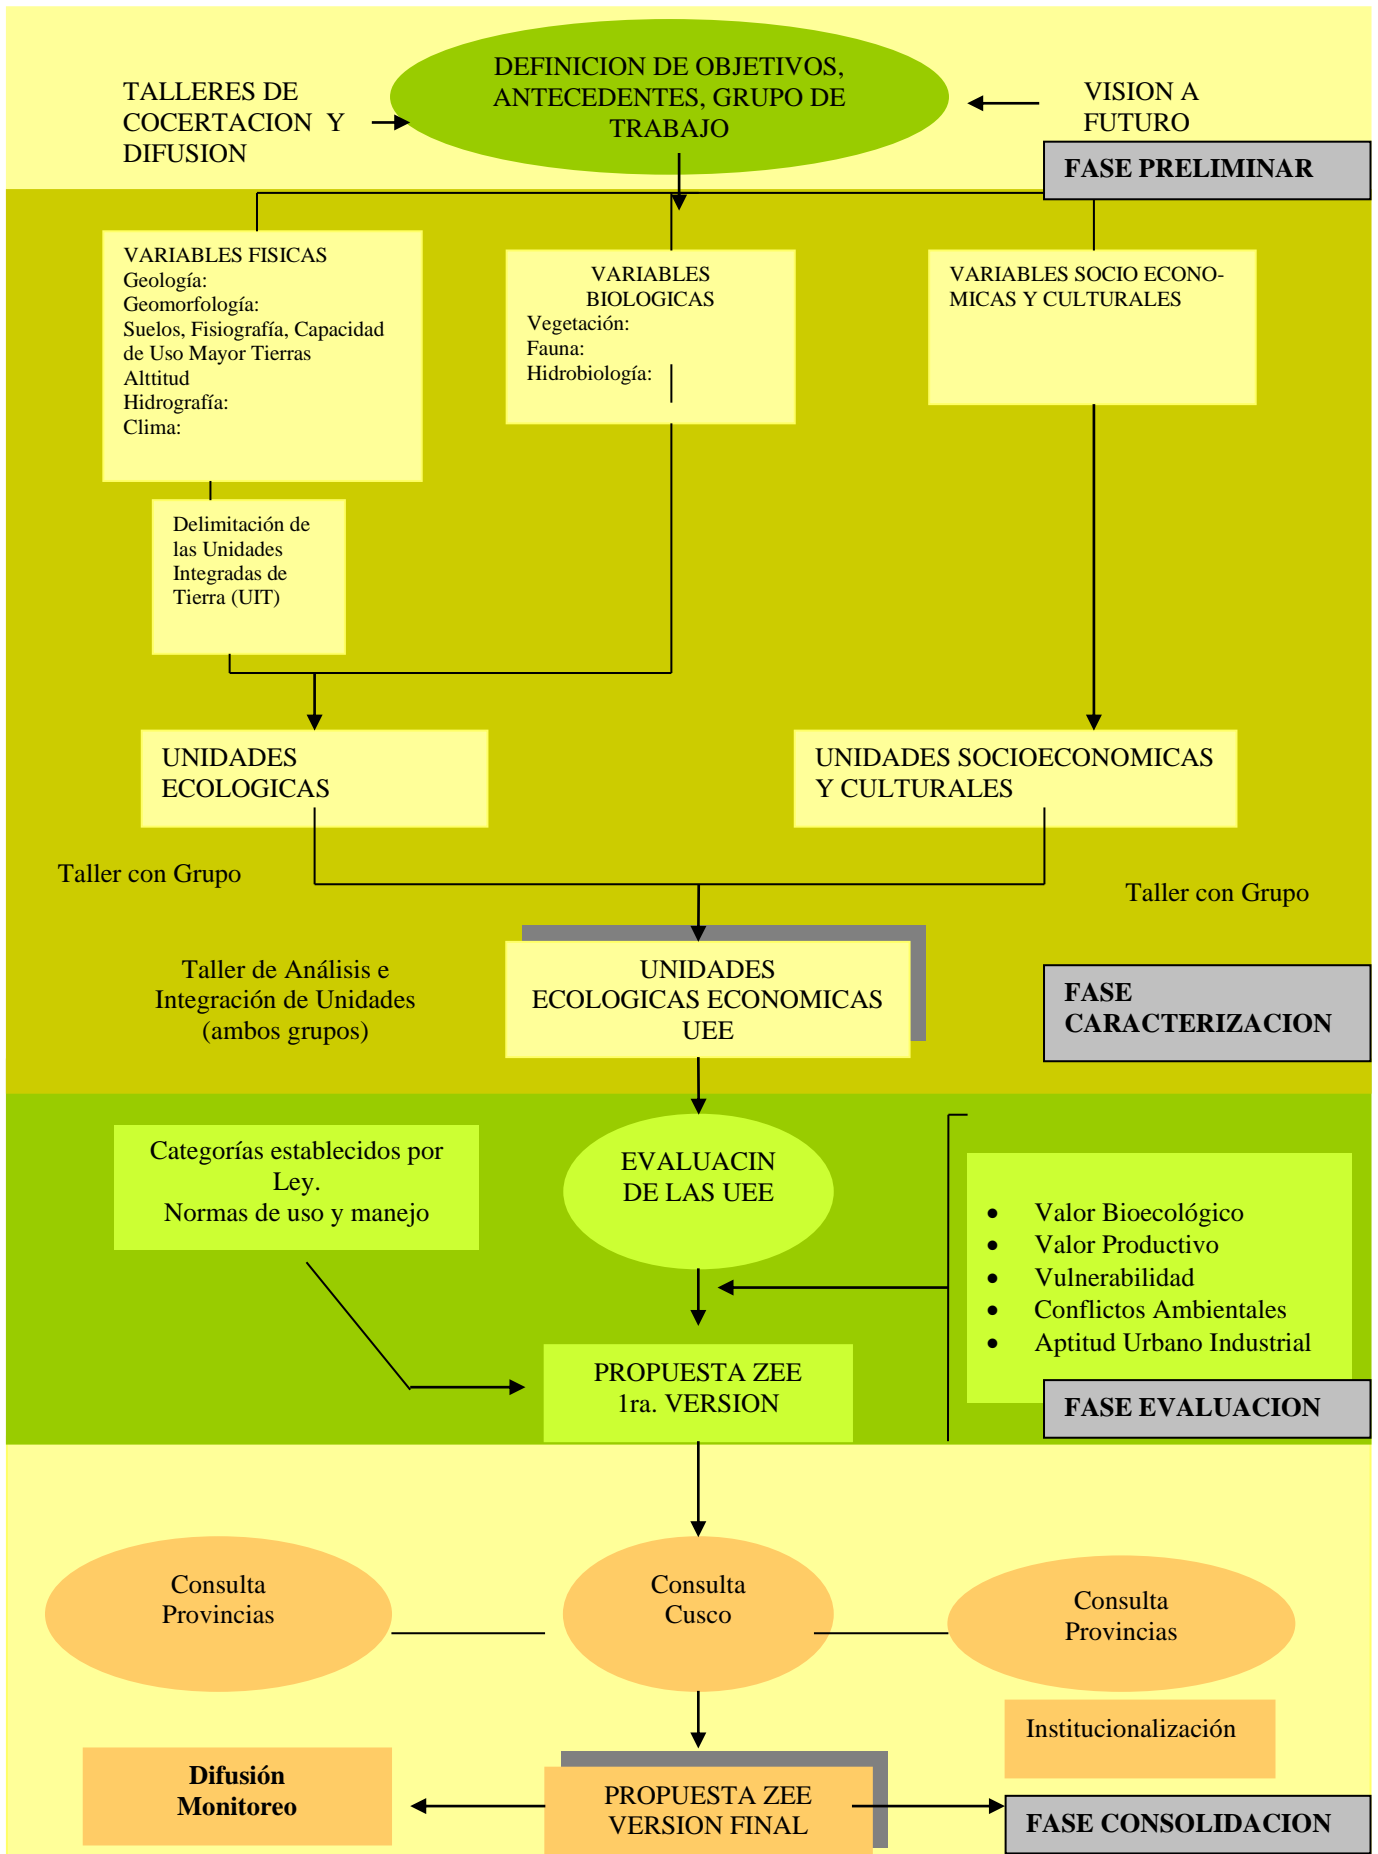 DEFINICION DE OBJETIVOS,
ANTECEDENTES, GRUPO DE
TRABAJO
TALLERES DE
COCERTACION Y
DIFUSION
VISION A
FUTURO
FASE PRELIMINAR
VARIABLES FISICAS
Geología:
Geomorfología:
Suelos, Fisiografía, Capacidad
de Uso Mayor Tierras
Alttitud
Hidrografía:
Clima:
VARIABLES
BIOLOGICAS
Vegetación:
Fauna:
Hidrobiología:
VARIABLES SOCIO ECONO-
MICAS Y CULTURALES
Delimitación de
las Unidades
Integradas de
Tierra (UIT)
UNIDADES
ECOLOGICAS
UNIDADES SOCIOECONOMICAS
Y CULTURALES
Taller con Grupo
Taller con Grupo
Taller de Análisis e
Integración de Unidades
(ambos grupos)
UNIDADES
ECOLOGICAS ECONOMICAS
UEE
FASE
CARACTERIZACION
Categorías establecidos por
Ley.
Normas de uso y manejo
EVALUACIN
DE LAS UEE
• Valor Bioecológico
• Valor Productivo
• Vulnerabilidad
• Conflictos Ambientales
• Aptitud Urbano Industrial
PROPUESTA ZEE
1ra. VERSION
FASE EVALUACION
Consulta
Provincias
Consulta
Cusco
Consulta
Provincias
Institucionalización
Difusión
Monitoreo
PROPUESTA ZEE
VERSION FINAL
FASE CONSOLIDACION